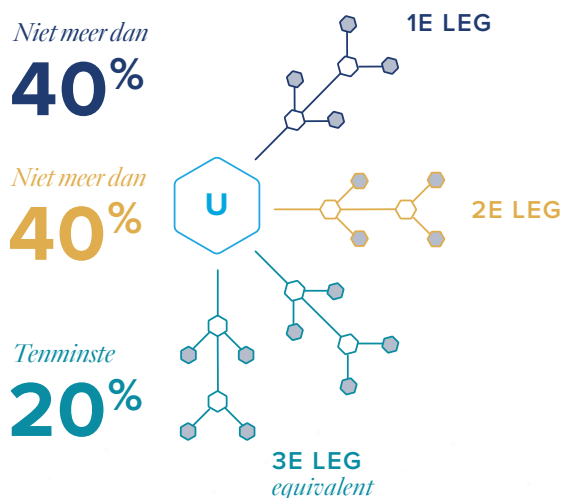 Niet meer dan
40%
1E LEG
Niet meer dan
40%
U
2E LEG
Tenminste
20%
3E LEG
equivalent